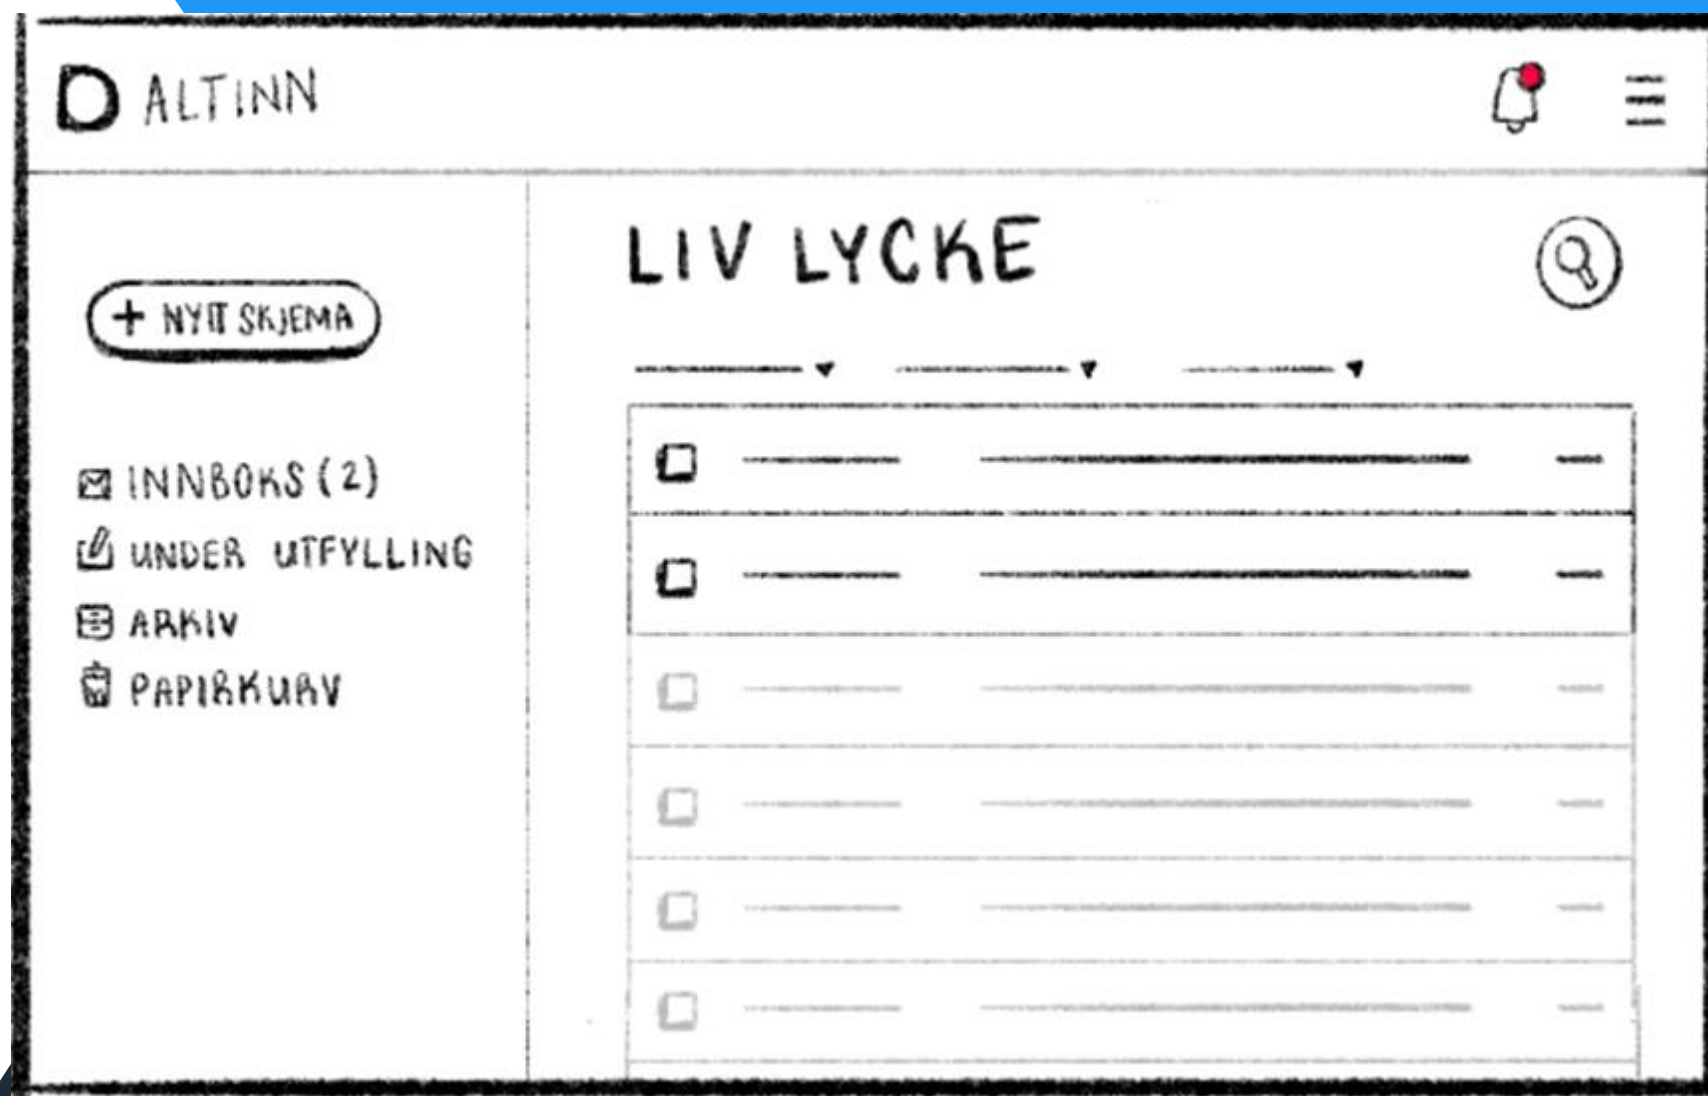 ALTINN
LIV LYCKE
+ NYTT SKJEMA
INNBOKS (2)
UNDER UTFYLLING
ARKIV
PAPIRKURV